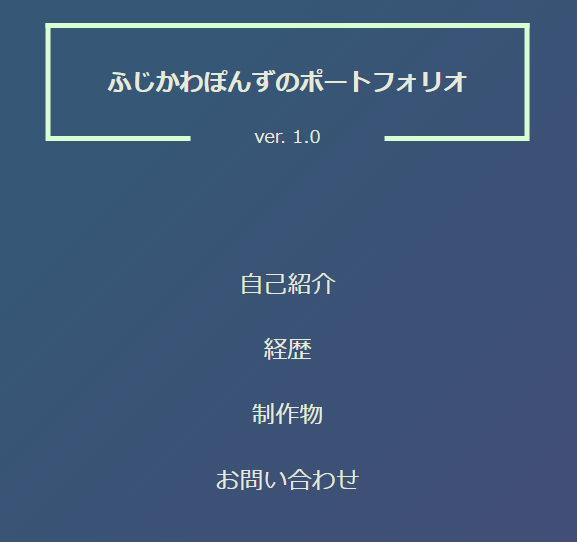 ふじかわぽんずのポートフォリオ
ver. 1.0
自己紹介
経歴
制作物
お問い合わせ